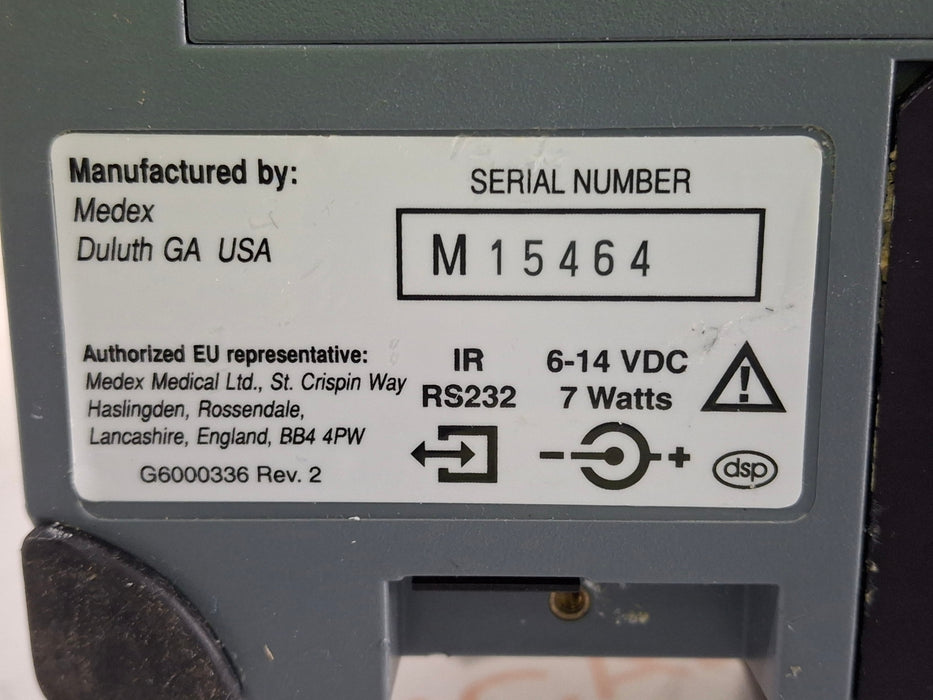 Manufactured by:
Medex
Duluth GA USA
SERIAL NUMBER
M 15464
Authorized EU representative:
Medex Medical Ltd., St. Crispin Way
Haslingden, Rossendale,
Lancashire, England, BB4 4PW
G6000336 Rev. 2
IR
RS232
6-14 VDC
7 Watts
- +
dsp